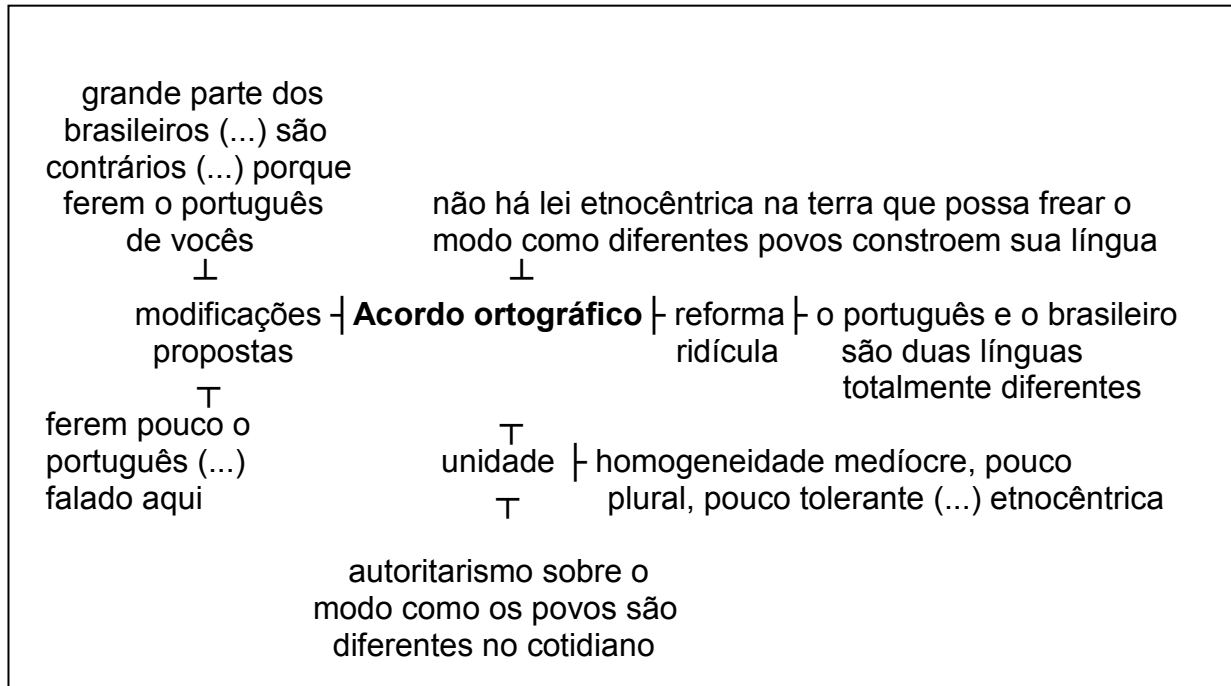 grande parte dos
brasileiros (...) são
contrários (...) porque
ferem o português
de vocês
não há lei etnocêntrica na terra que possa frear o
modo como diferentes povos constroem sua língua
┴ ┴
modificações ┤Acordo ortográfico├ reforma├ o português e o brasileiro
propostas ridícula são duas línguas
totalmente diferentes
┬
ferem pouco o
português (...)
falado aqui
┬
unidade ├ homogeneidade medíocre, pouco
plural, pouco tolerante (...) etnocêntrica
┬
autoritarismo sobre o
modo como os povos são
diferentes no cotidiano